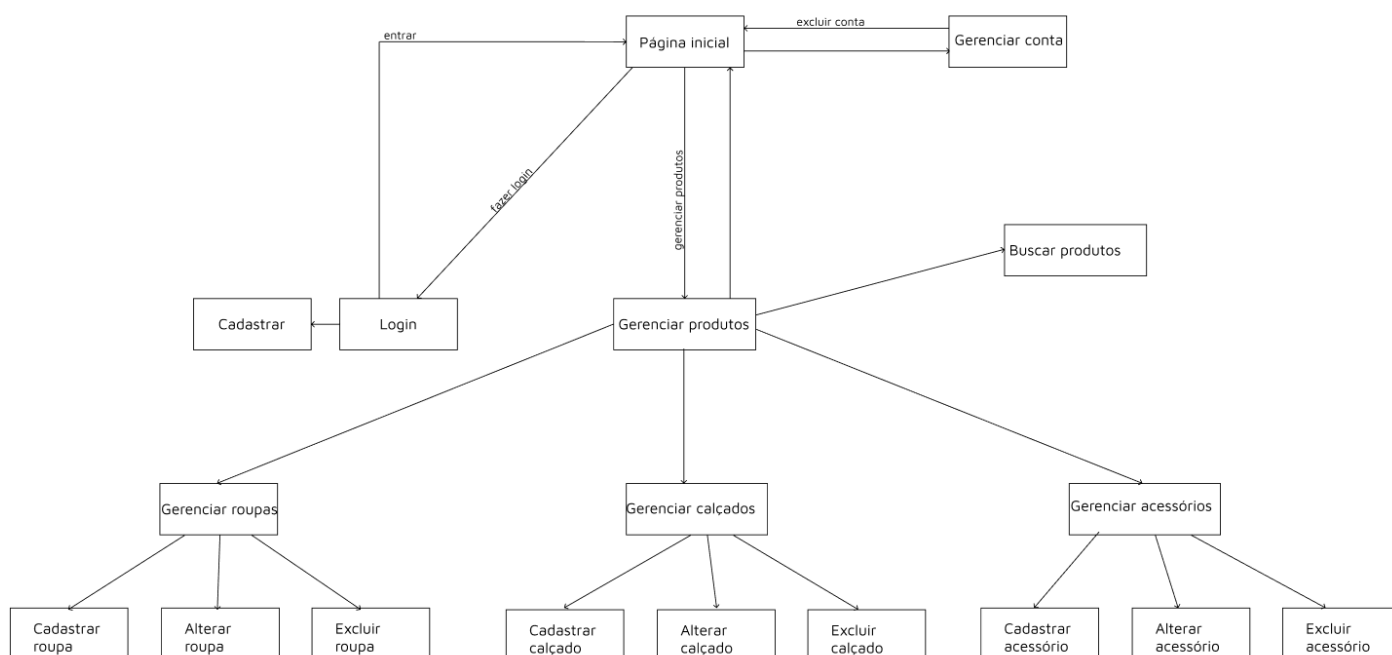 excluir conta
entrar
Página inicial
Gerenciar conta
fazer login
gerenciar produtos
Buscar produtos
Cadastrar
Login
Gerenciar produtos
Gerenciar roupas
Gerenciar calçados
Gerenciar acessórios
Cadastrar
roupa
Alterar
roupa
Excluir
roupa
Cadastrar
calçado
Alterar
calçado
Excluir
calçado
Cadastrar
acessório
Alterar
acessório
Excluir
acessório